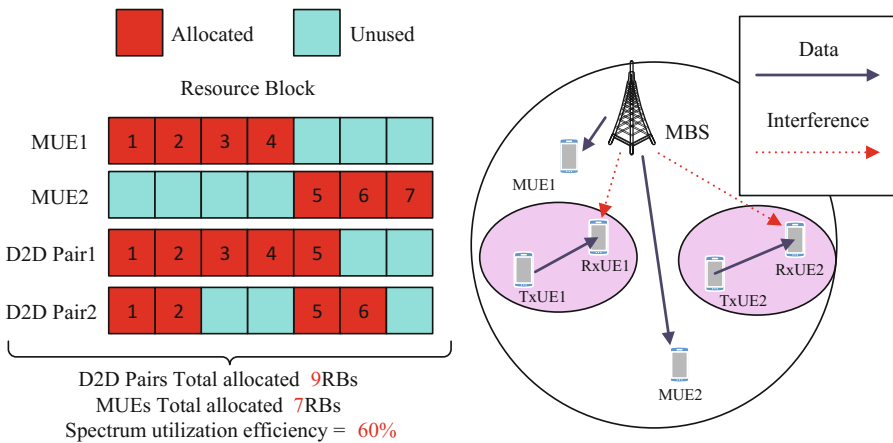 Allocated
Unused
Resource Block
MUE1 1 2 3 4
MUE2 5 6 7
D2D Pair1 1 2 3 4 5
D2D Pair2 1 2 5 6
D2D Pairs Total allocated 9RBs
MUEs Total allocated 7RBs
Spectrum utilization efficiency = 60%
Data
Interference
MBS
MUE1
RxUE1
TxUE1
RxUE2
TxUE2
MUE2